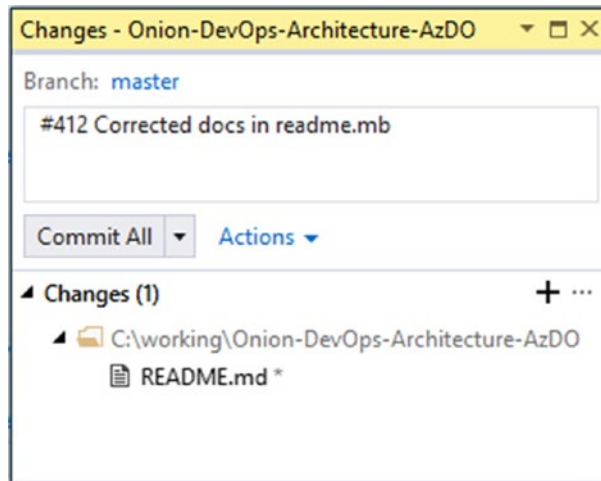 Changes - Onion-DevOps-Architecture-AzDO
Branch: master
#412 Corrected docs in readme.mb
Commit All Actions
Changes (1)
C:\working\Onion-DevOps-Architecture-AzDO
README.md *